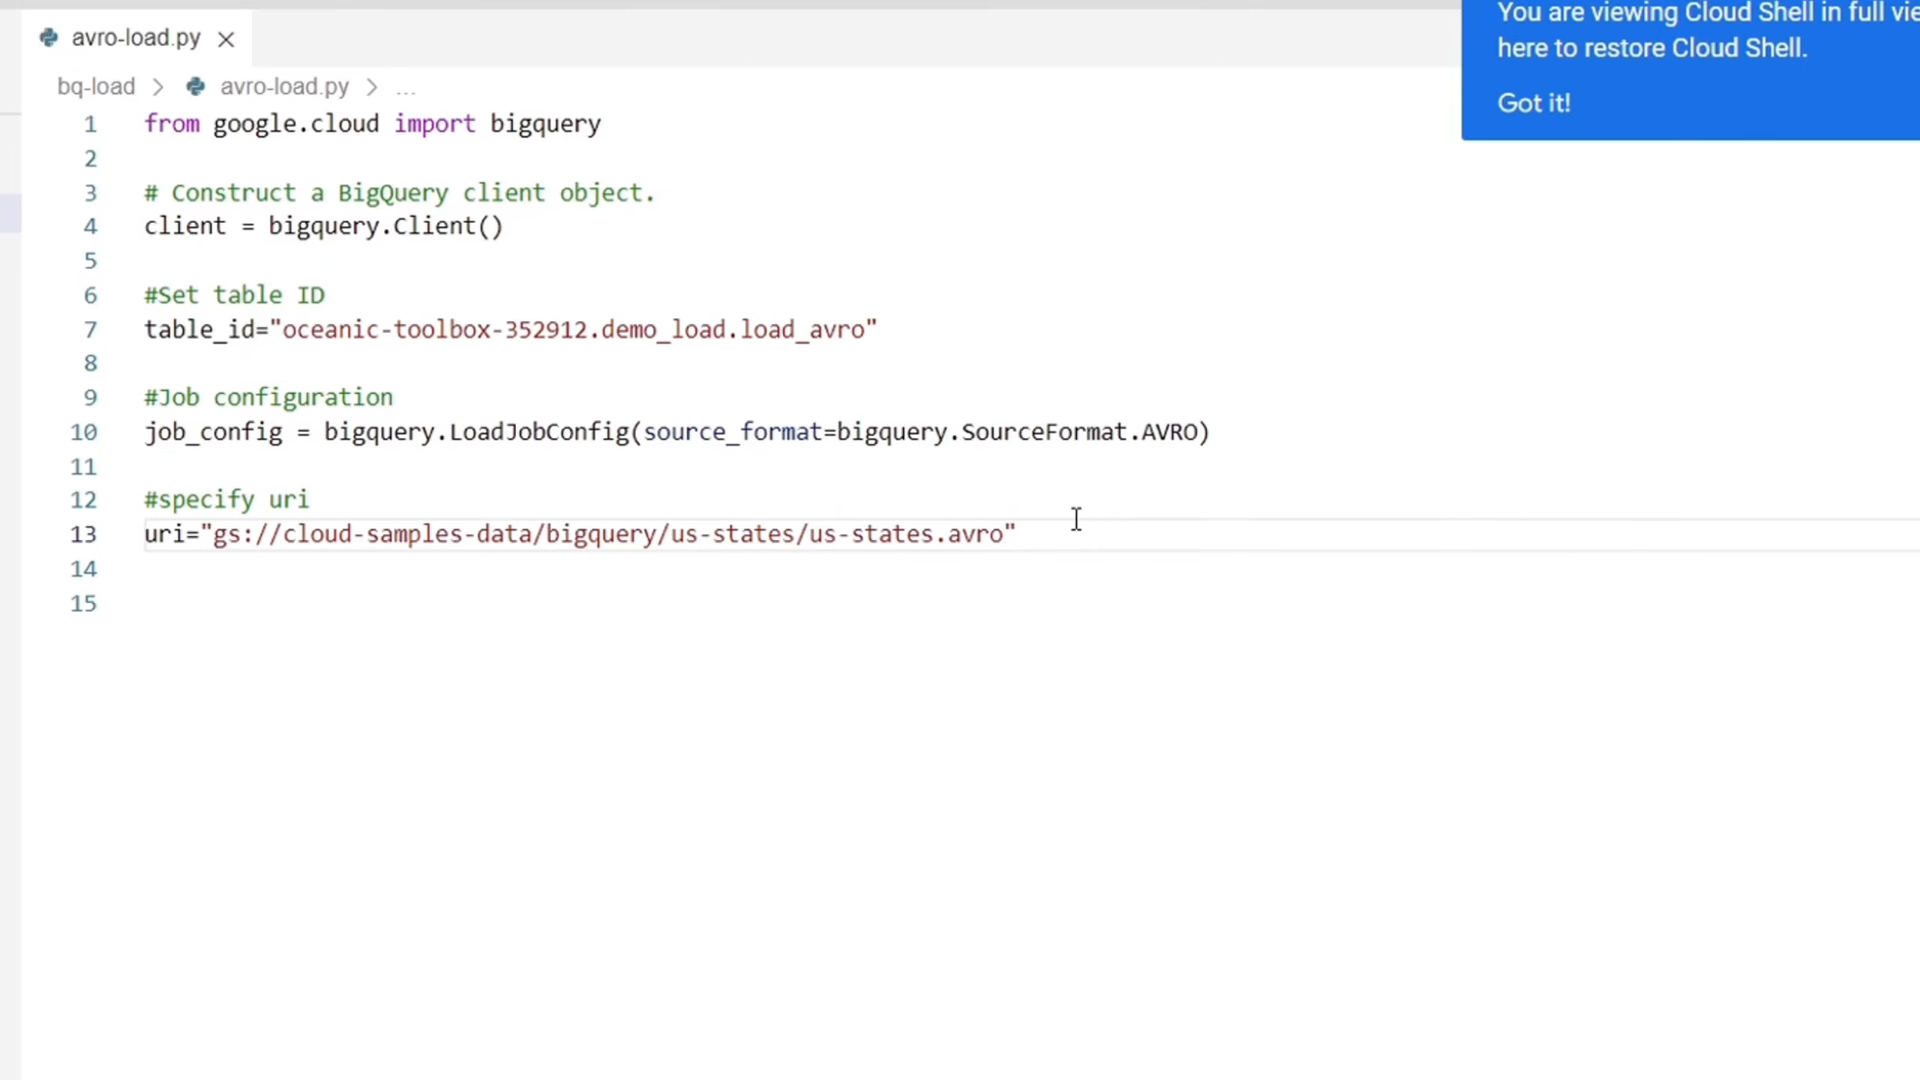 avro-load.py
You are viewing Cloud Shell in full
here to restore Cloud Shell.
Got it!
bq-load > avro-load.py > ...
1 from google.cloud import bigquery
2
3 # Construct a BigQuery client object.
4 client = bigquery.Client()
5
6 #Set table ID
7 table_id="oceanic-toolbox-352912.demo_load.load_avro"
8
9 #Job configuration
10 job_config = bigquery.LoadJobConfig(source_format=bigquery.SourceFormat.AVRO)
11
12 #specify uri
13 uri="gs://cloud-samples-data/bigquery/us-states/us-states.avro"
14
15